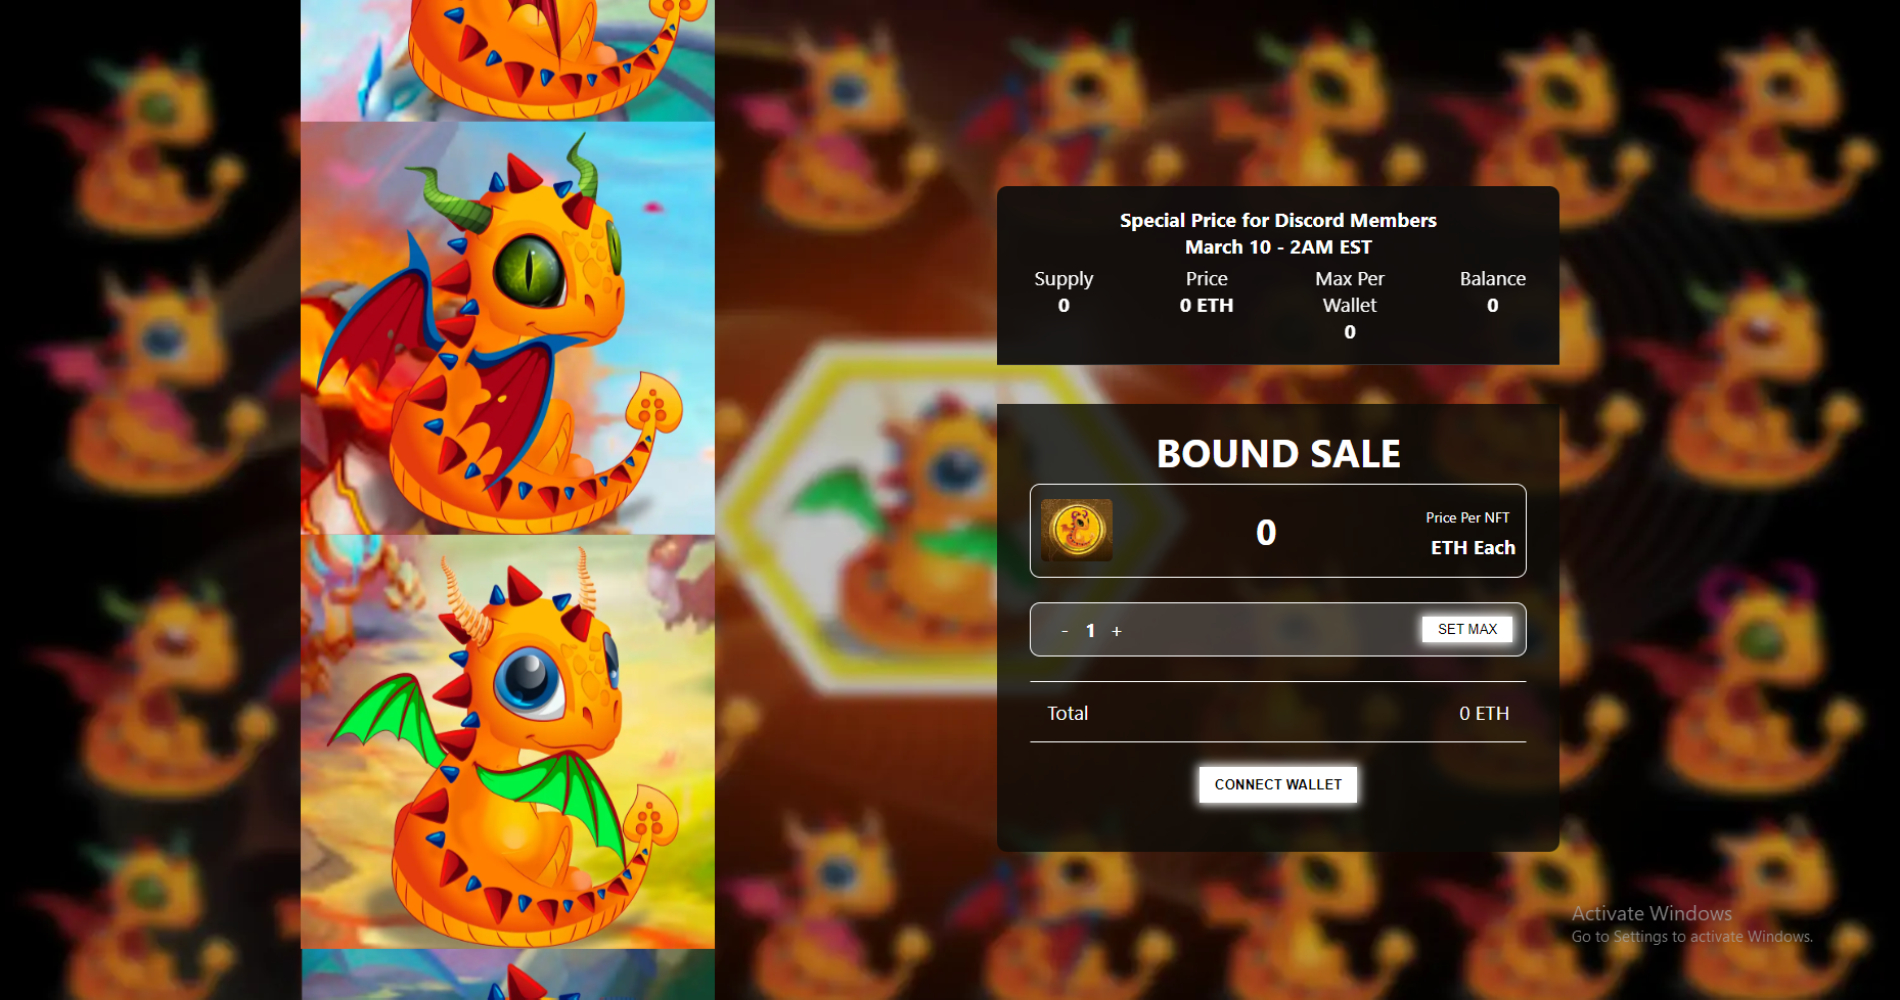 Special Price for Discord Members
March 10 - 2AM EST
Supply Price Max Per Wallet Balance
0 0 ETH 0 0
BOUND SALE
0
Price Per NFT
ETH Each
- 1 + SET MAX
Total 0 ETH
CONNECT WALLET
Activate Windows
Go to Settings to activate Windows.